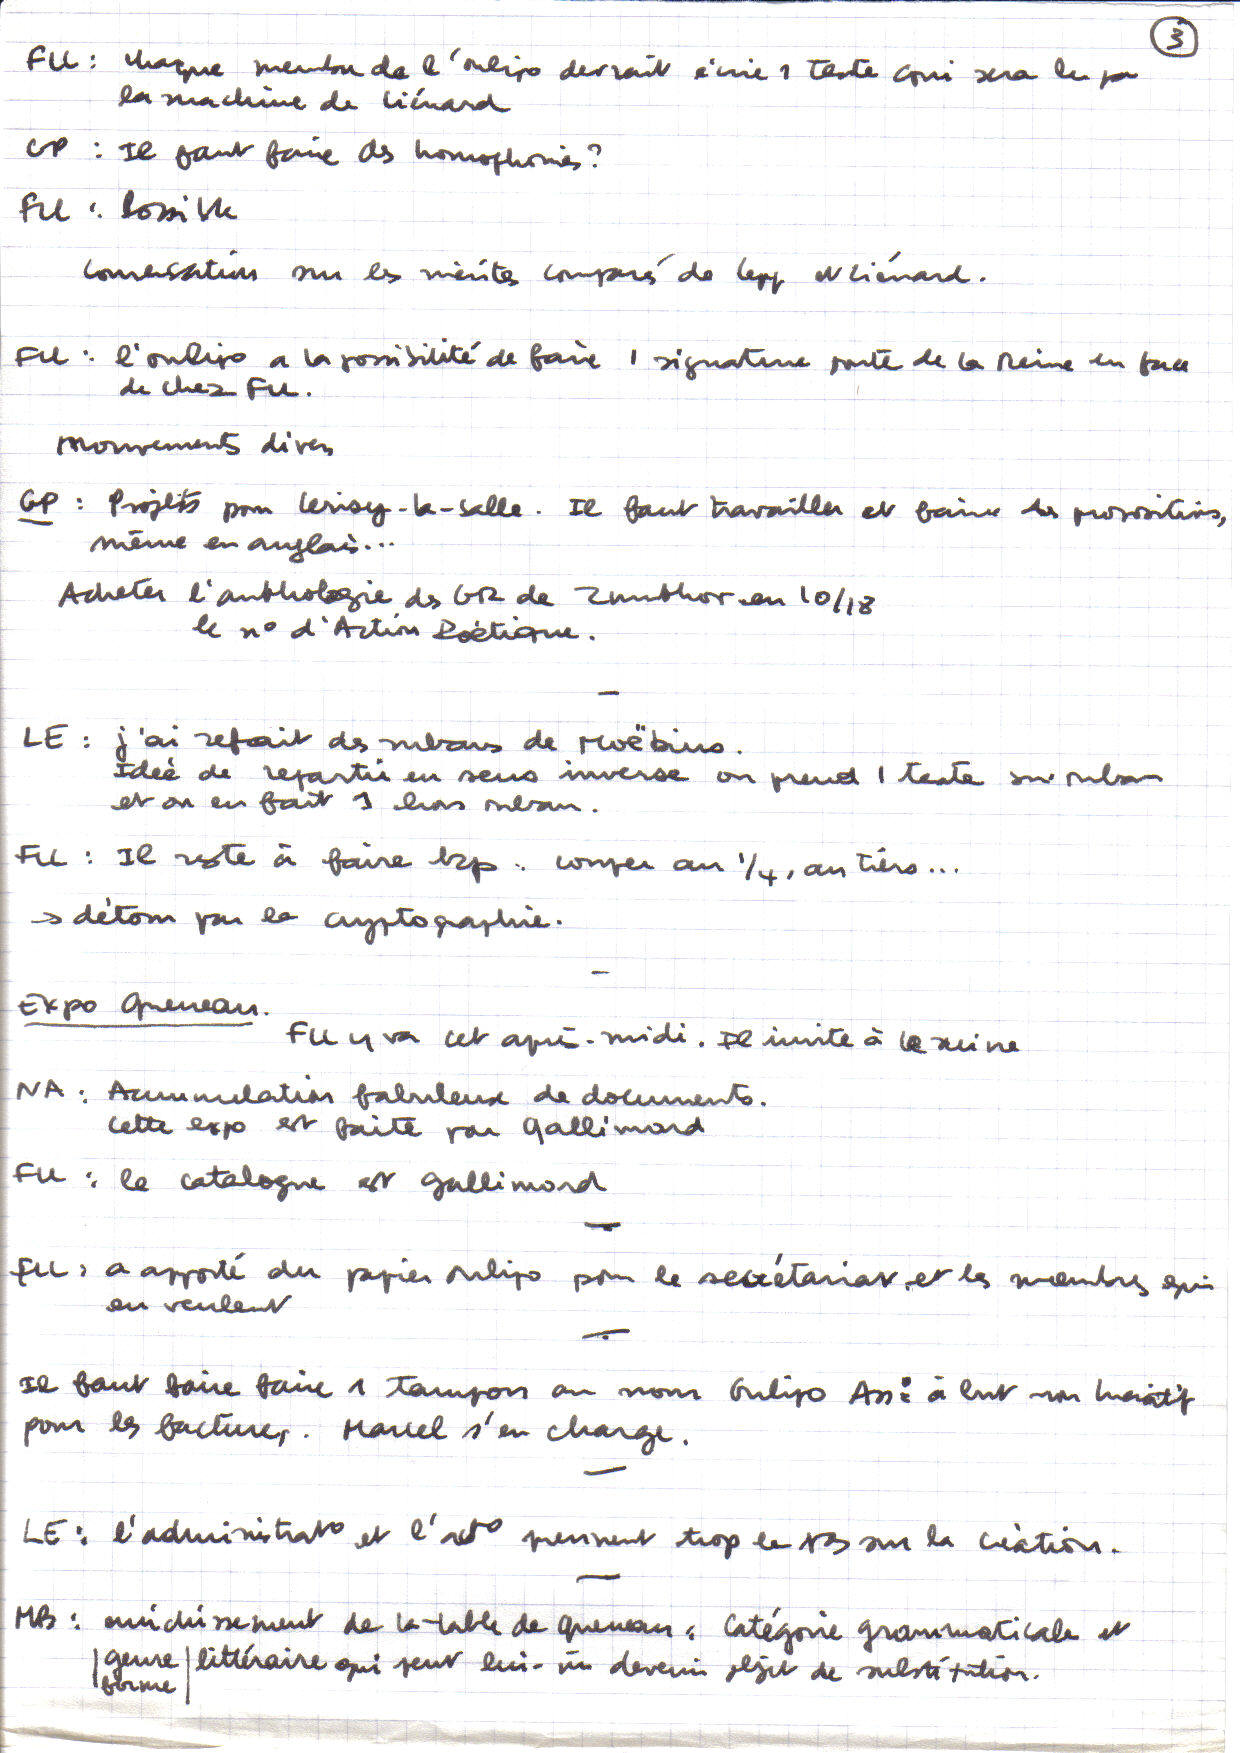 3
FLL : chaque membre de l'oulipo devrait écrire 1 texte qui sera lu par
la machine de Liénard
GP : Il faut faire des homophonies ?
FLL : Possible
Conversation sur les mérites comparés de Lepp et Liénard.
FLL : l'oulipo a la possibilité de faire 1 signature porte de la Reine en face
de chez FLL.
Mouvements divers
GP : Projets pour Cerisy-la-Salle. Il faut travailler et faire des propositions,
même en anglais...
Acheter l'anthologie des GR de Zumthor en 10/18
le n° d'Action Poétique.
LE : j'ai refait des rubans de Moëbius.
Idée de repartir en sens inverse on prend 1 texte sur ruban
et on en fait 1 hors ruban.
FLL : Il reste à faire bcp : couper au 1/4, au tiers...
→ détour par la cryptographie.
Expo Queneau.
FLL y va cet après-midi. Il invite à le suivre
NA : Accumulation fabuleuse de documents.
Cette expo est faite par Gallimard
FLL : le catalogue est Gallimard
FLL : a apporté du papier oulipo pour le secrétariat, et les membres qui
en veulent
Il faut faire faire 1 tampon au nom Oulipo Ass: à but non lucratif
pour les factures. Marcel s'en charge.
LE : l'administrat° et l' prennent trop le pas sur la création.
MB : enrichissement de la table de Queneau : Catégorie grammaticale et
genre littéraire qui peut lui-m devenir objet de substitution.
forme